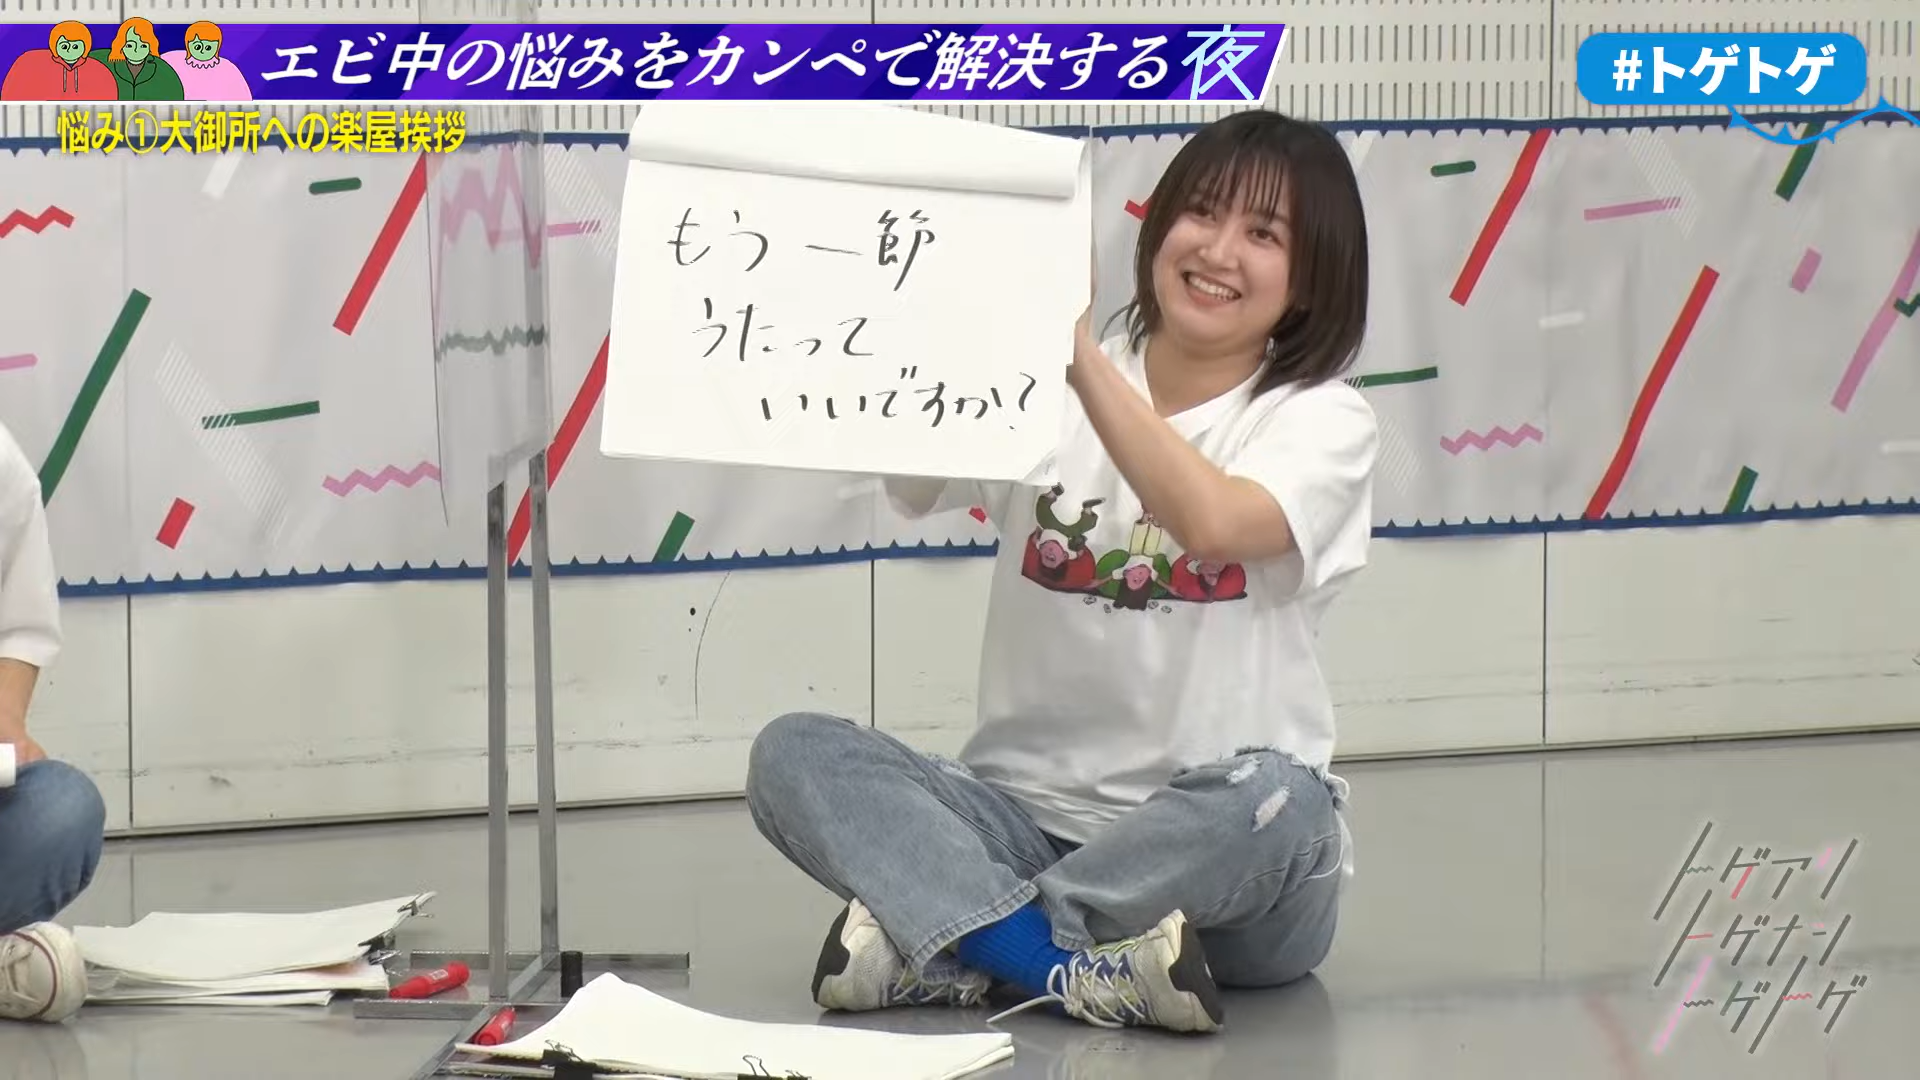 エビ中の悩みをカンペで解決する夜
#トゲトゲ
悩み①大御所への楽屋挨拶
もう一節
うたって
いいですか?
トゲアリ
トゲナシ
トゲトゲ